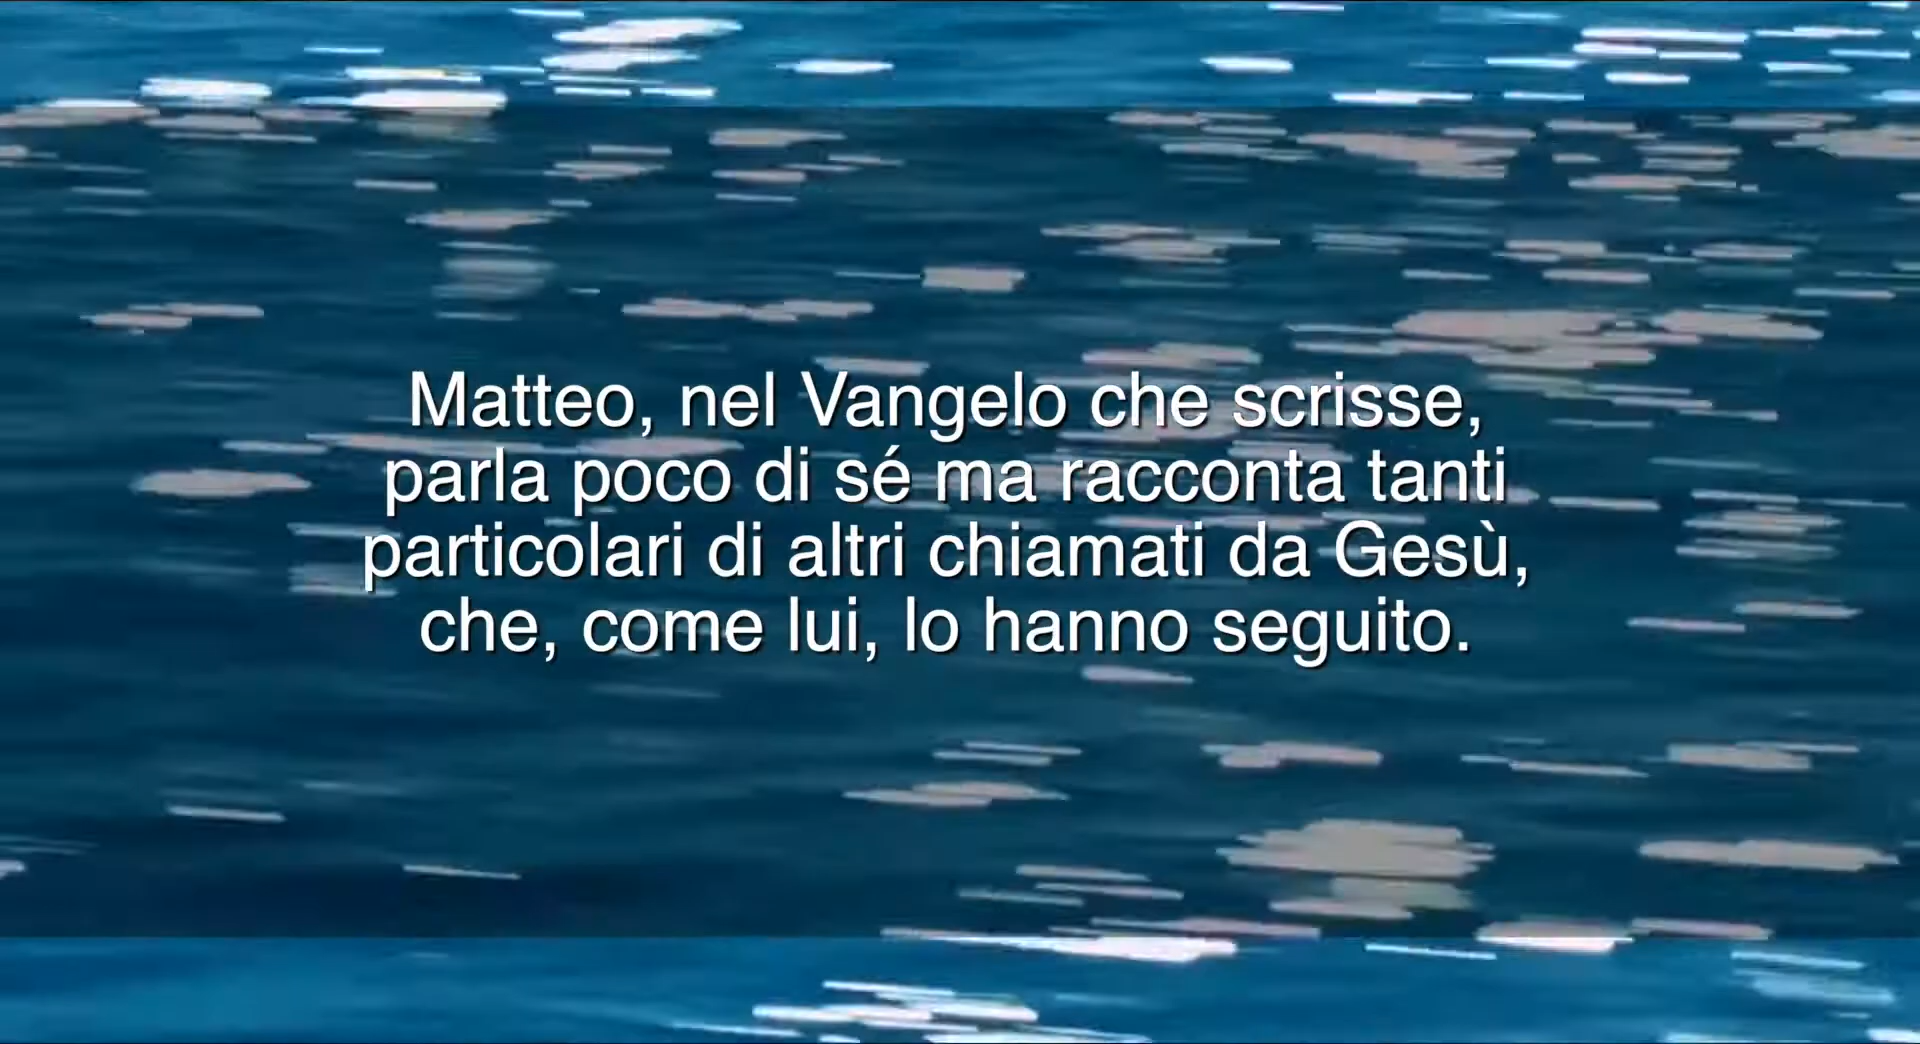 Matteo, nel Vangelo che scrisse,
parla poco di sé ma racconta tanti
particolari di altri chiamati da Gesù,
che, come lui, lo hanno seguito.